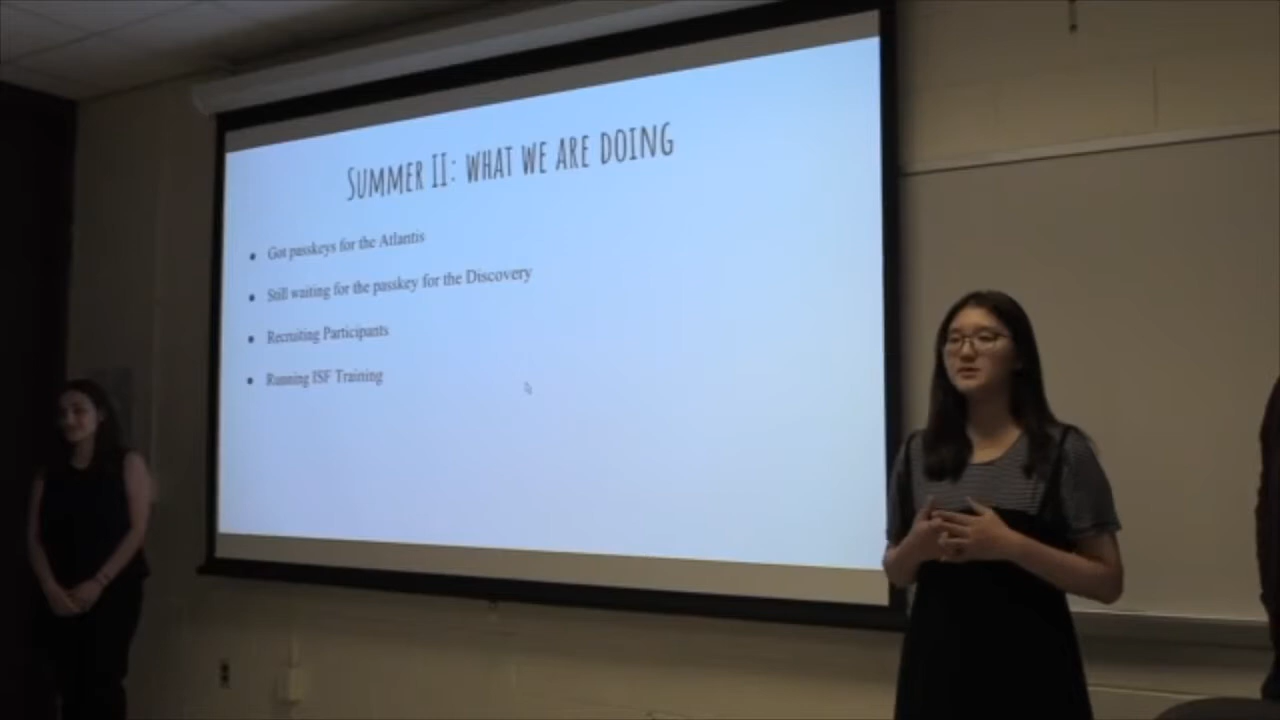 Summer II: what we are doing
● Got passkeys for the Atlantis
● Still waiting for the passkey for the Discovery
● Recruiting Participants
● Running ISF Training